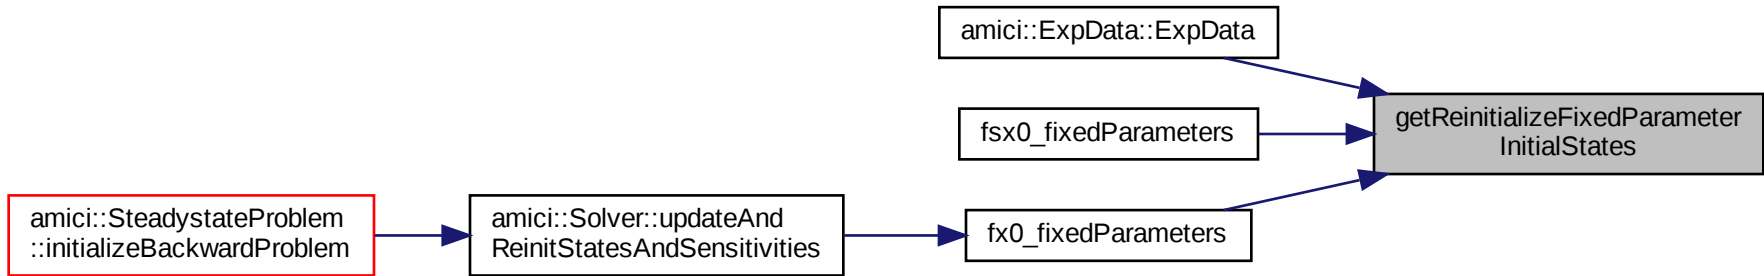 amici::ExpData::ExpData
getReinitializeFixedParameter
InitialStates
fsx0_fixedParameters
amici::SteadystateProblem
::initializeBackwardProblem
amici::Solver::updateAnd
ReinitStatesAndSensitivities
fx0_fixedParameters